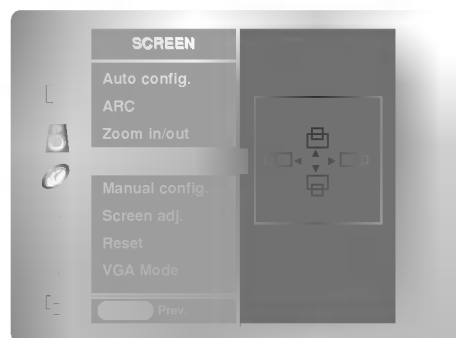 SCREEN
Auto config.
ARC
Zoom in/out
Manual config.
Screen adj.
Reset
VGA Mode
Prev.